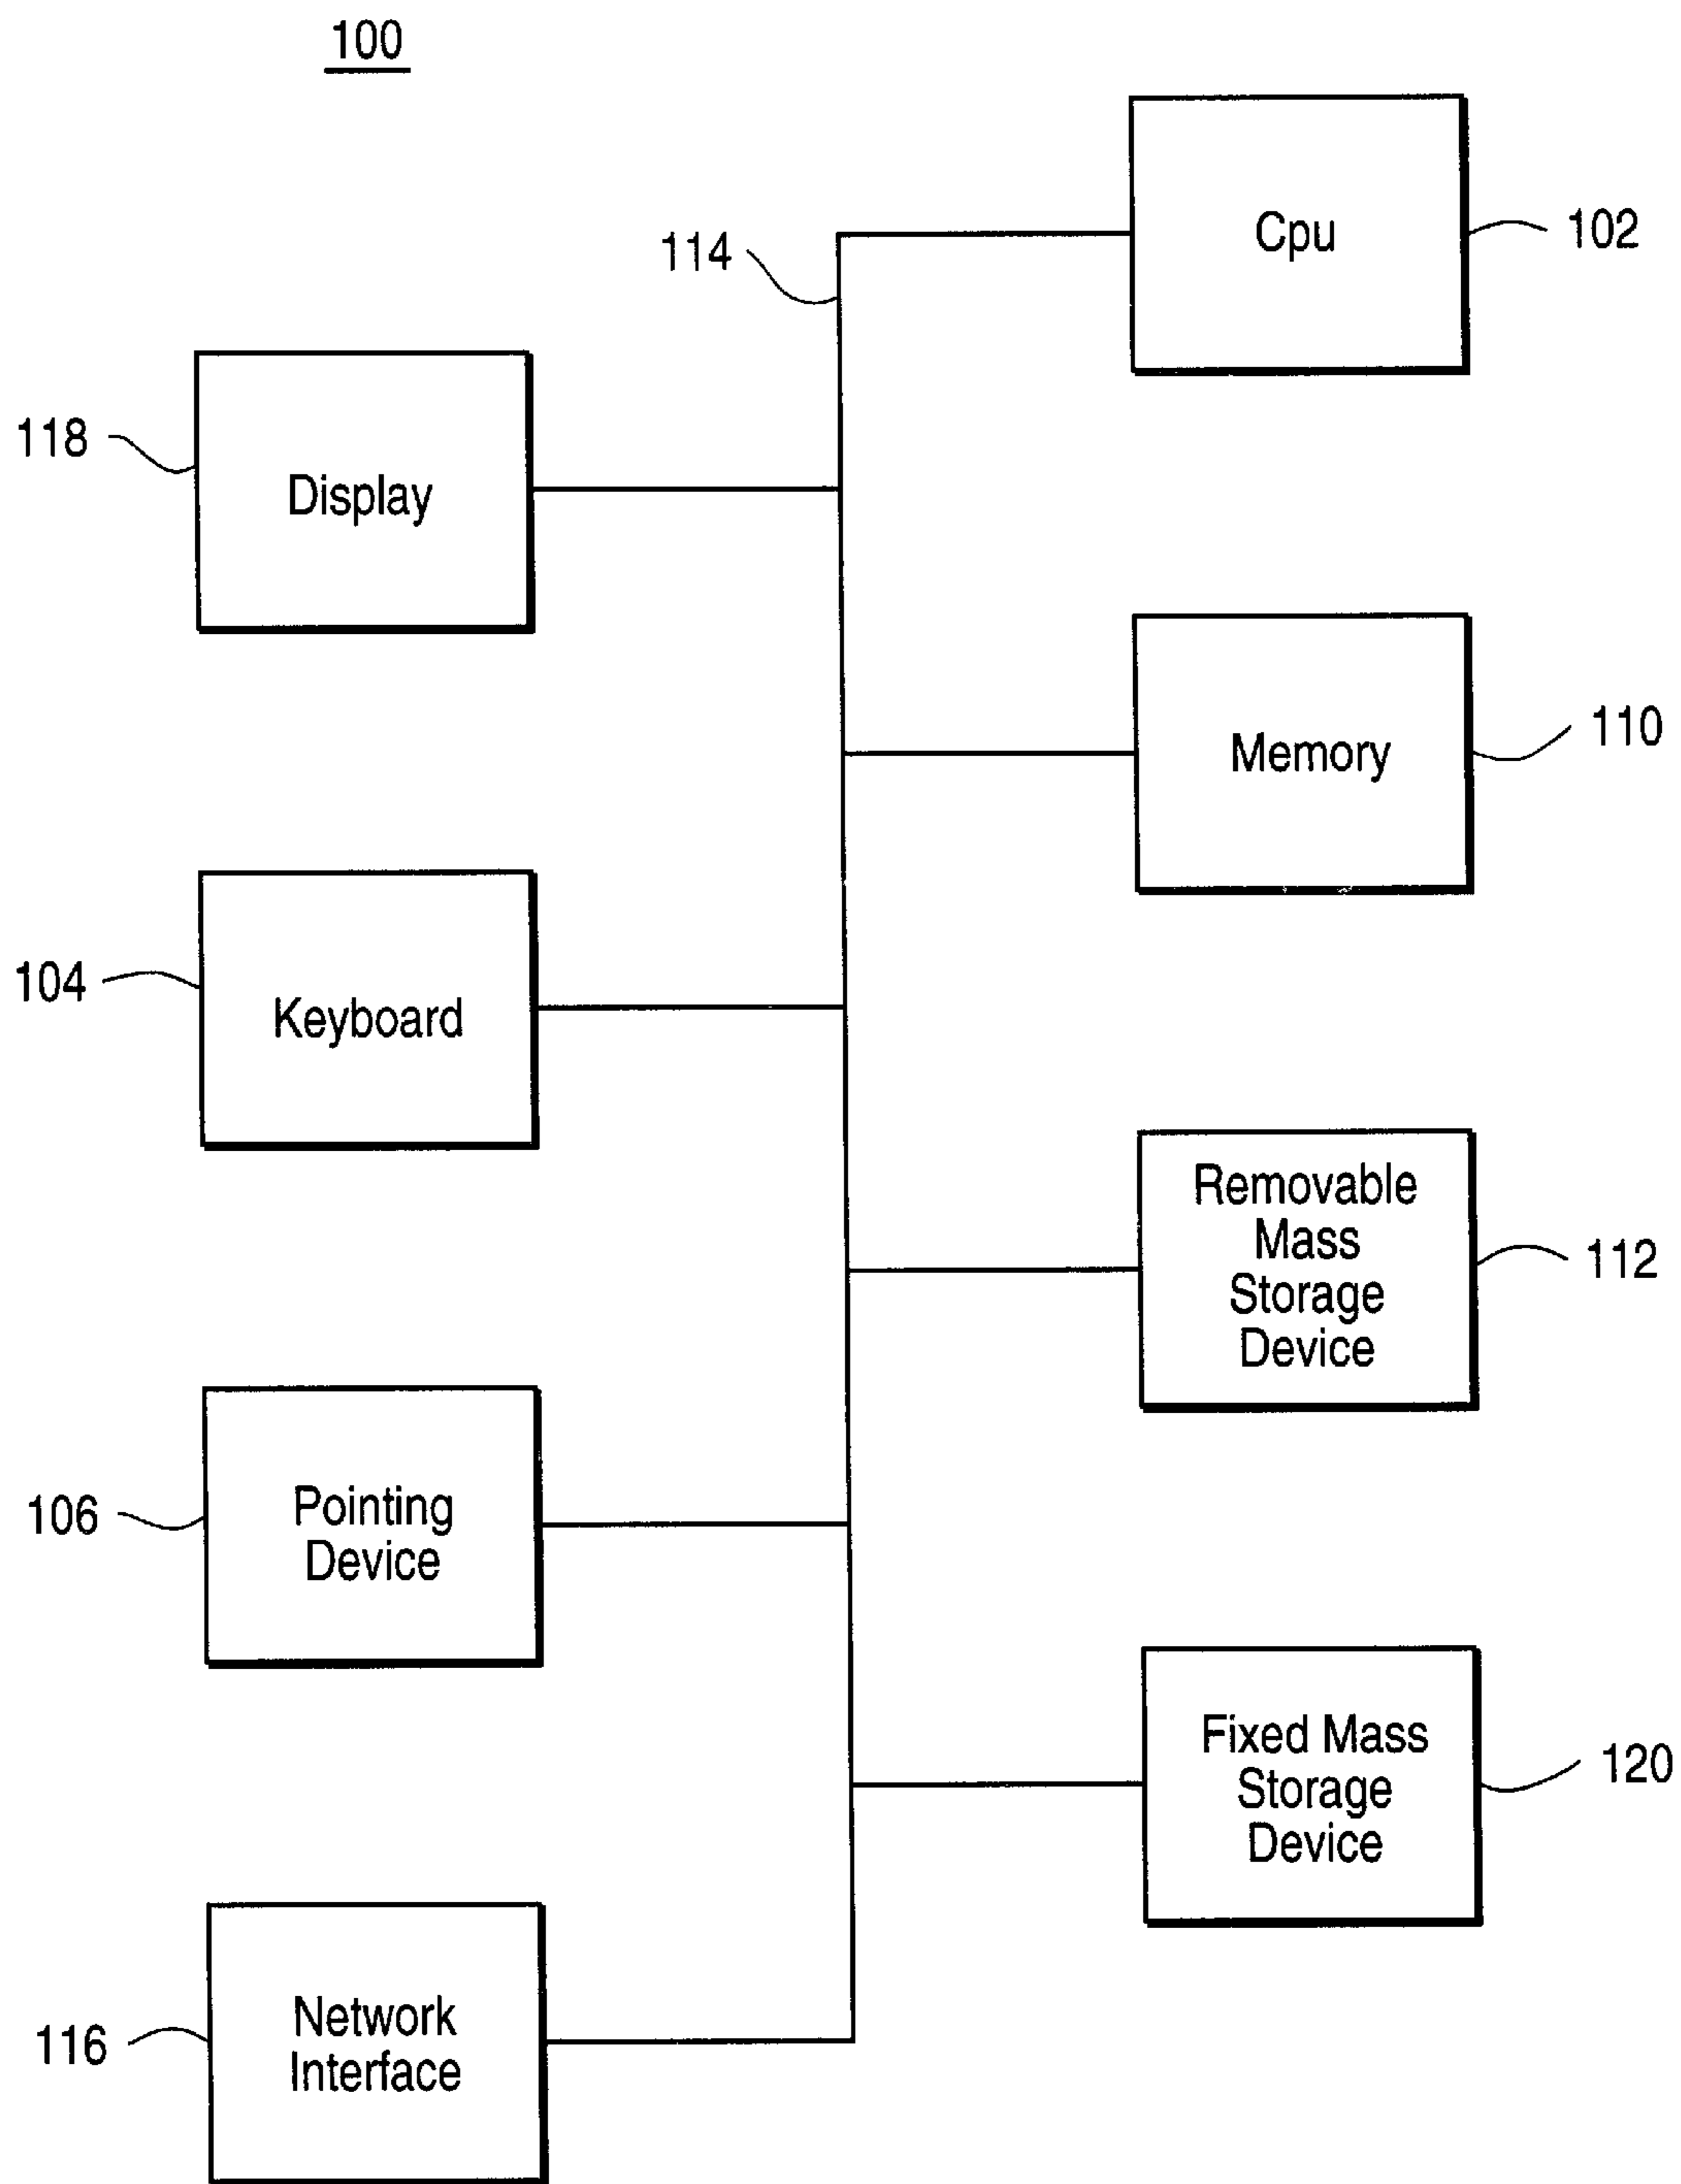 100
Cpu
102
114
118
Display
Memory
110
104
Keyboard
Removable
Mass
Storage
Device
112
106
Pointing
Device
Fixed Mass
Storage
Device
120
116
Network
Interface